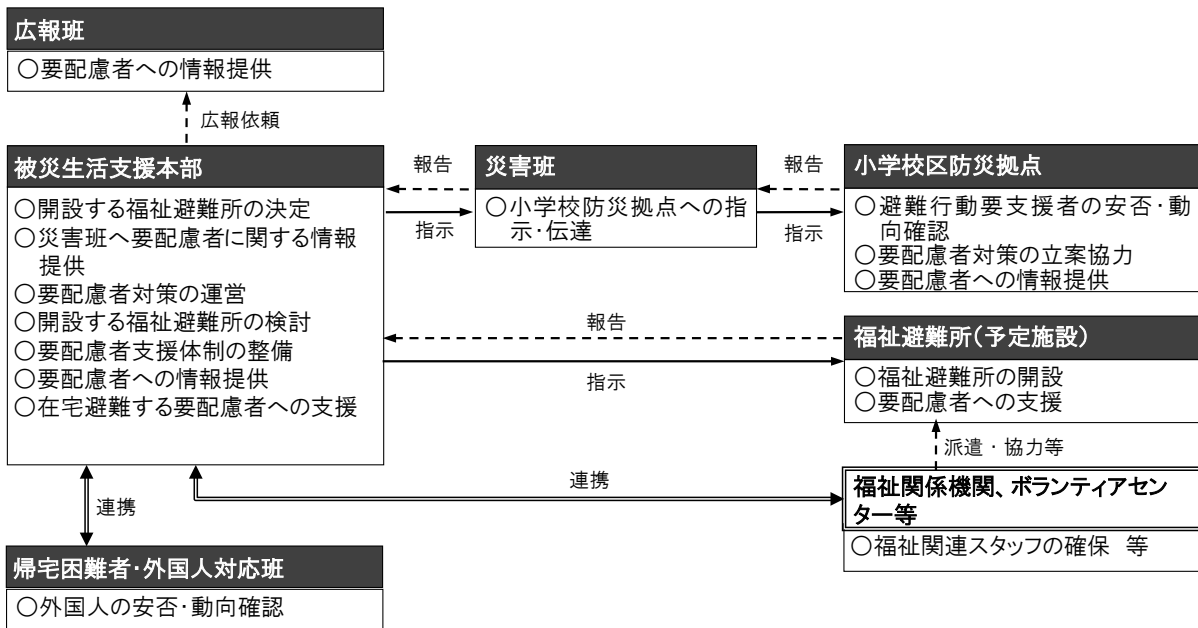 広報班
○要配慮者への情報提供
広報依頼
被災生活支援本部
○開設する福祉避難所の決定
○災害班へ要配慮者に関する情報
提供
○要配慮者対策の運営
○開設する福祉避難所の検討
○要配慮者支援体制の整備
○要配慮者への情報提供
○在宅避難する要配慮者への支援
報告
指示
災害班
○小学校防災拠点への指
示・伝達
報告
指示
小学校区防災拠点
○避難行動要支援者の安否・動
向確認
○要配慮者対策の立案協力
○要配慮者への情報提供
報告
指示
福祉避難所(予定施設)
○福祉避難所の開設
○要配慮者への支援
派遣・協力等
連携
福祉関係機関、ボランティアセン
ター等
○福祉関連スタッフの確保 等
連携
帰宅困難者・外国人対応班
○外国人の安否・動向確認